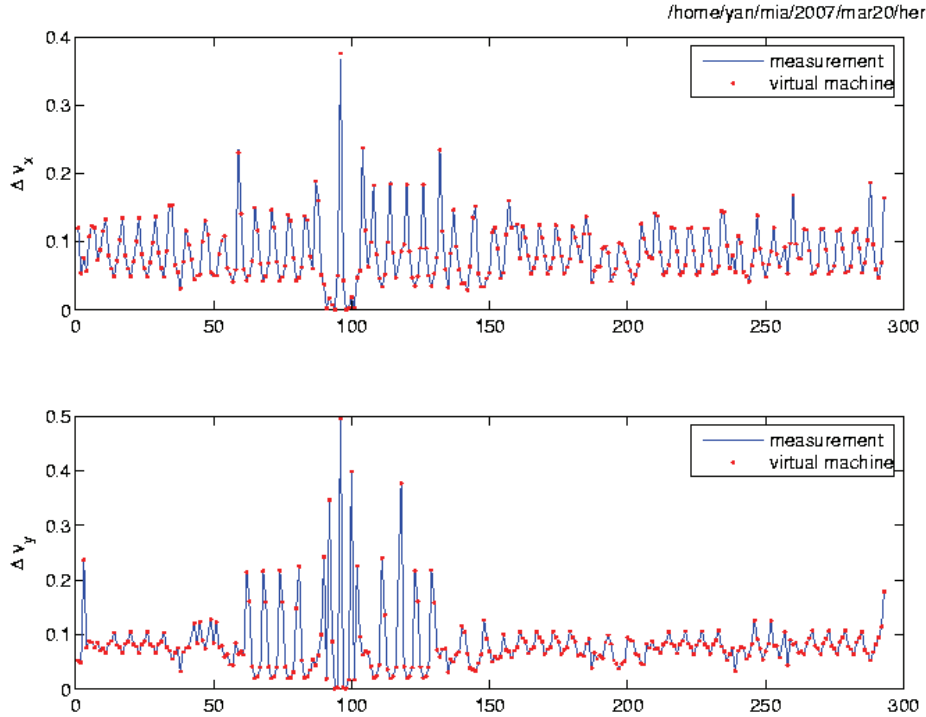 /home/yan/mia/2007/mar20/her
0.4
0.3
0.2
0.1
0
Δ ν_x
measurement
virtual machine
0 50 100 150 200 250 300
0.5
0.4
0.3
0.2
0.1
0
Δ ν_y
measurement
virtual machine
0 50 100 150 200 250 300